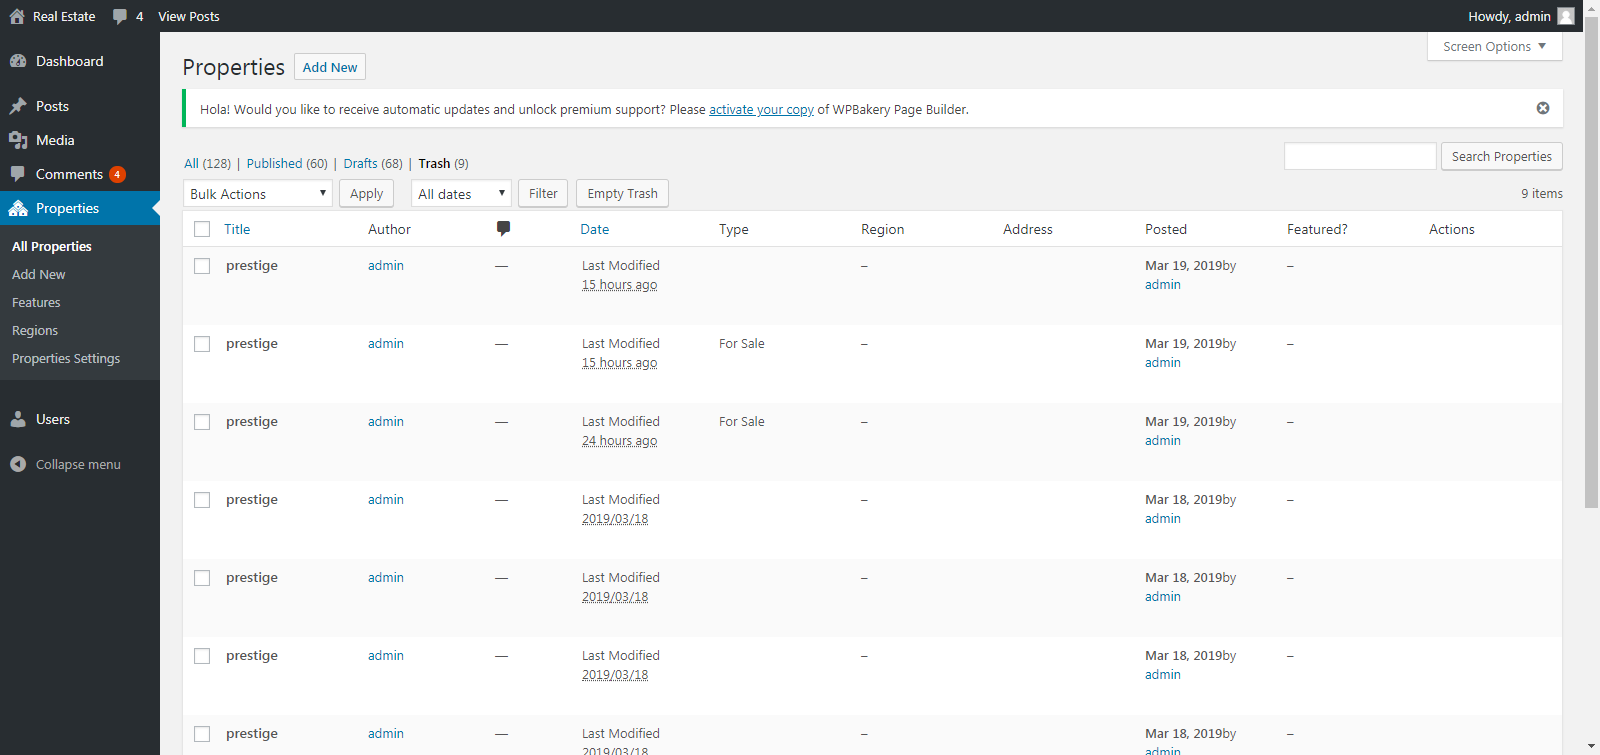 Real Estate 4 View Posts Howdy, admin
Screen Options
Dashboard
Posts
Media
Comments 4
Properties
All Properties
Add New
Features
Regions
Properties Settings
Users
Collapse menu
Properties Add New
Hola! Would you like to receive automatic updates and unlock premium support? Please activate your copy of WPBakery Page Builder.
All (128) | Published (60) | Drafts (68) | Trash (9)
Search Properties
Bulk Actions Apply All dates Filter Empty Trash 9 items
Title Author Date Type Region Address Posted Featured? Actions
prestige admin — Last Modified – Mar 19, 2019by –
15 hours ago admin
prestige admin — Last Modified For Sale – Mar 19, 2019by –
15 hours ago admin
prestige admin — Last Modified For Sale – Mar 19, 2019by –
24 hours ago admin
prestige admin — Last Modified – Mar 18, 2019by –
2019/03/18 admin
prestige admin — Last Modified – Mar 18, 2019by –
2019/03/18 admin
prestige admin — Last Modified – Mar 18, 2019by –
2019/03/18 admin
prestige admin — Last Modified – Mar 18, 2019by –
2019/03/18 admin